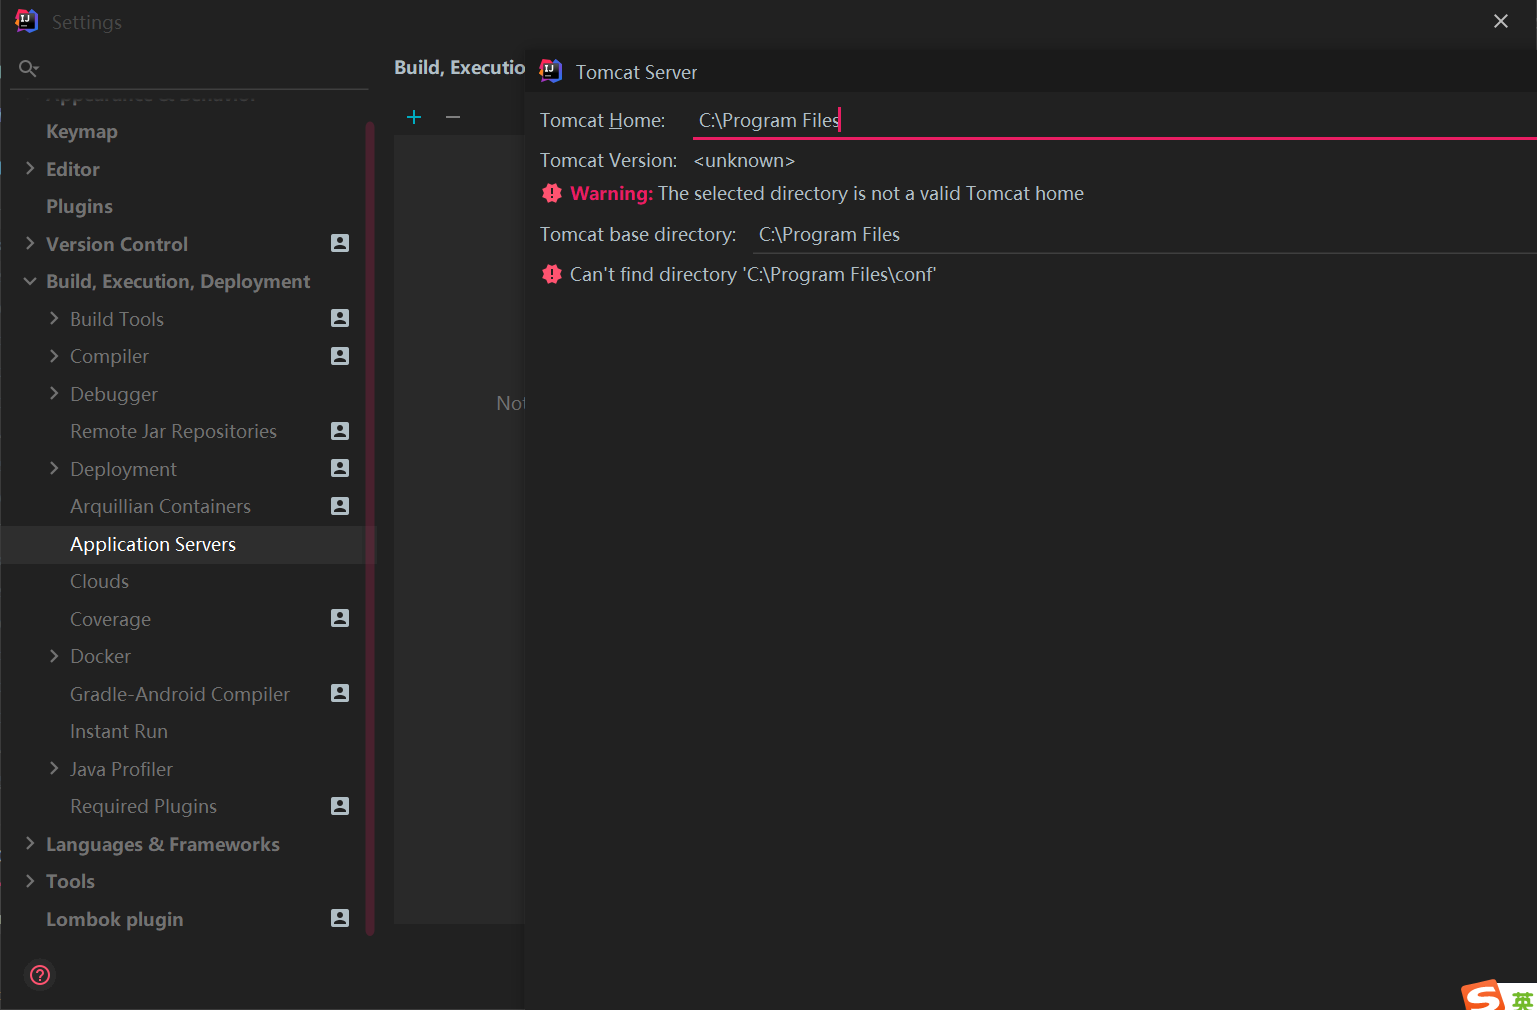 Settings
Appearance & Behavior
Keymap
Editor
Plugins
Version Control
Build, Execution, Deployment
Build Tools
Compiler
Debugger
Remote Jar Repositories
Deployment
Arquillian Containers
Application Servers
Clouds
Coverage
Docker
Gradle-Android Compiler
Instant Run
Java Profiler
Required Plugins
Languages & Frameworks
Tools
Lombok plugin
Build, Executio
Not
Tomcat Server
Tomcat Home: C:\Program Files
Tomcat Version: <unknown>
Warning: The selected directory is not a valid Tomcat home
Tomcat base directory: C:\Program Files
Can't find directory 'C:\Program Files\conf'
英